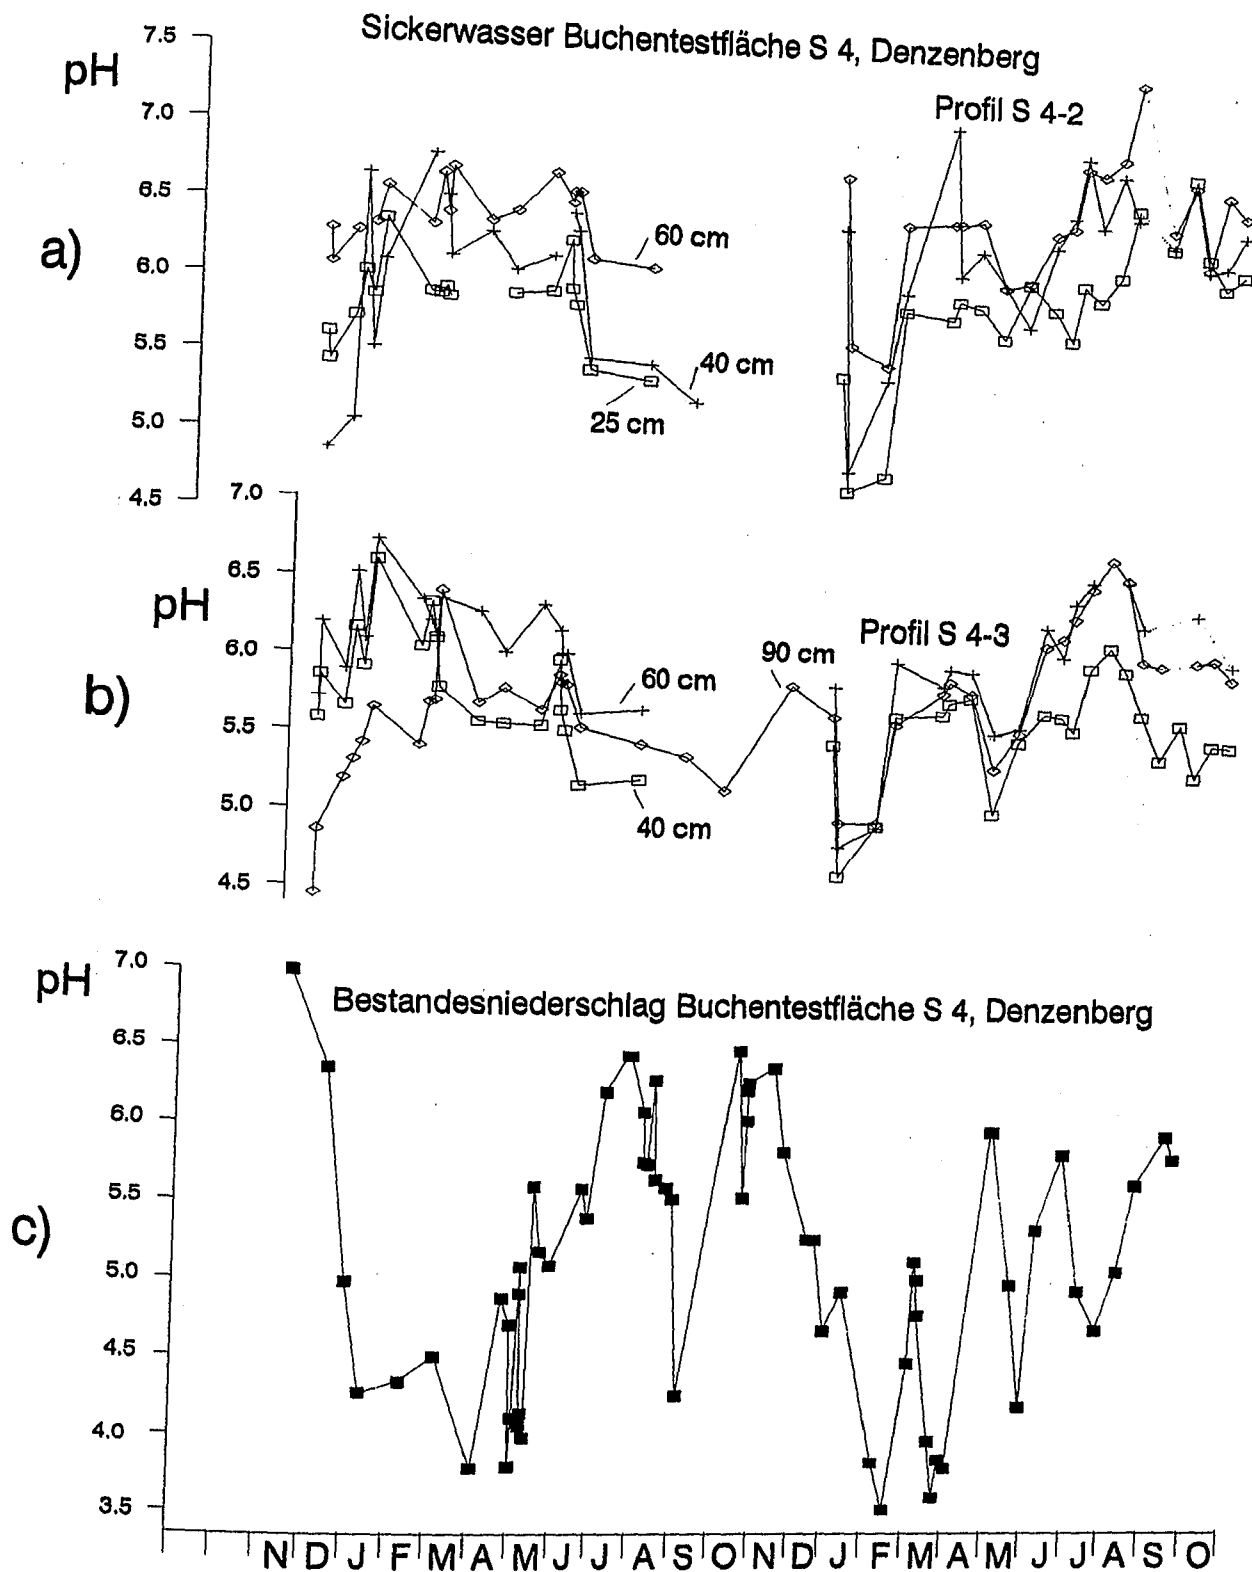 Sickerwasser Buchentestfläche S 4, Denzenberg
7.5
pH
7.0
Profil S 4-2
6.5
a)
6.0
60 cm
5.5
40 cm
5.0
25 cm
4.5
7.0
6.5
pH
Profil S 4-3
6.0
90 cm
b)
60 cm
5.5
5.0
40 cm
4.5
pH
7.0
Bestandesniederschlag Buchentestfläche S 4, Denzenberg
6.5
6.0
5.5
c)
5.0
4.5
4.0
3.5
N D J F M A M J J A S O N D J F M A M J J A S O